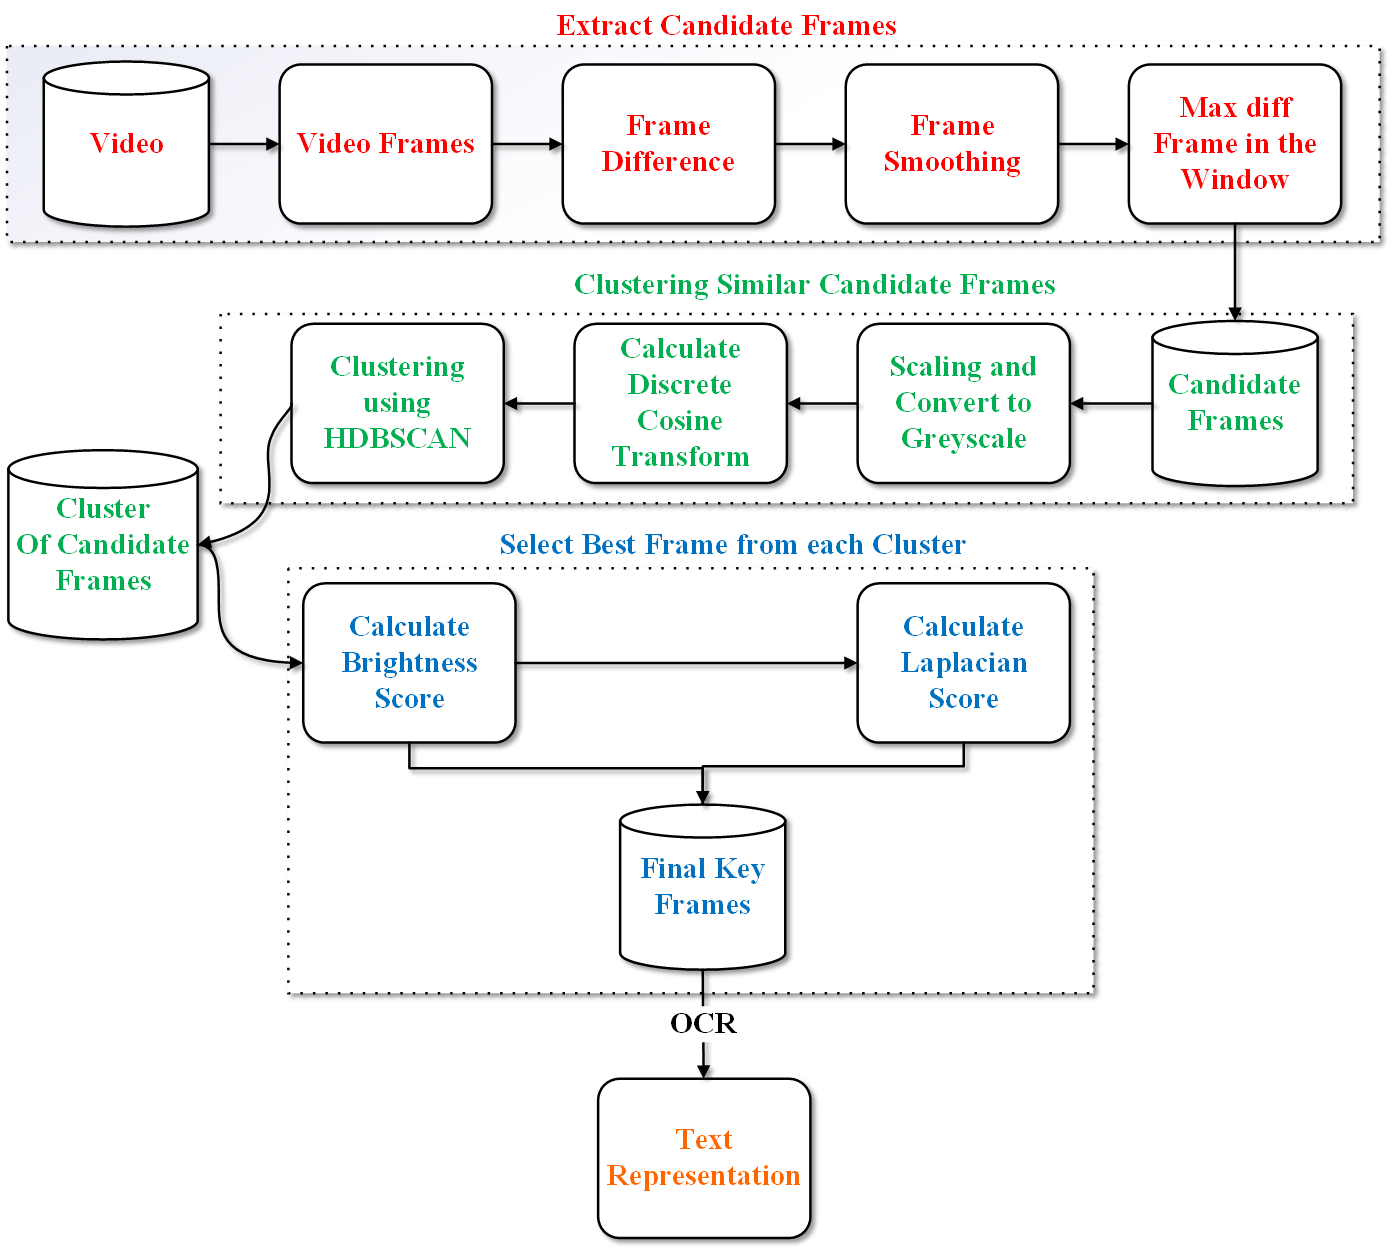 Extract Candidate Frames
Video
Video Frames
Frame
Difference
Frame
Smoothing
Max diff
Frame in the
Window
Clustering Similar Candidate Frames
Candidate
Frames
Scaling and
Convert to
Greyscale
Calculate
Discrete
Cosine
Transform
Clustering
using
HDBSCAN
Cluster
Of Candidate
Frames
Select Best Frame from each Cluster
Calculate
Brightness
Score
Calculate
Laplacian
Score
Final Key
Frames
OCR
Text
Representation